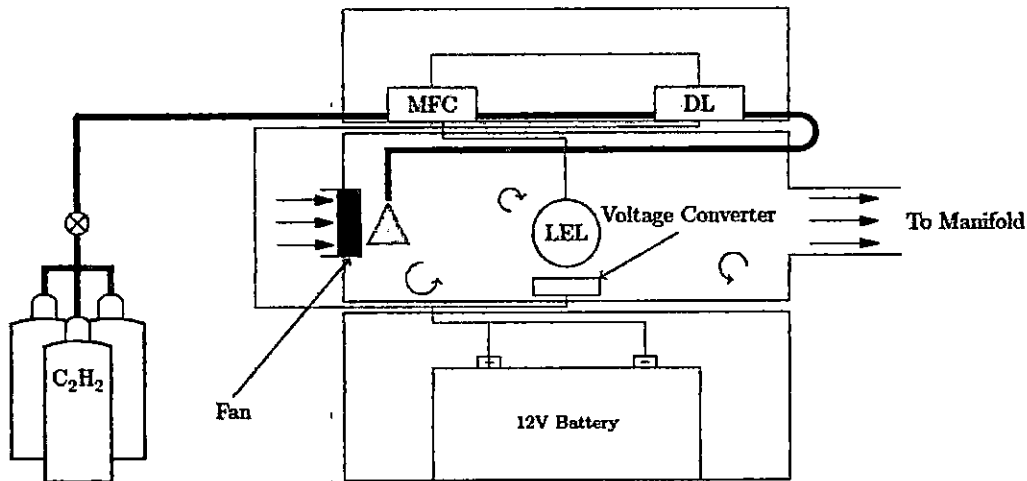 MFC
DL
Voltage Converter
LEL
To Manifold
C₂H₂
Fan
12V Battery